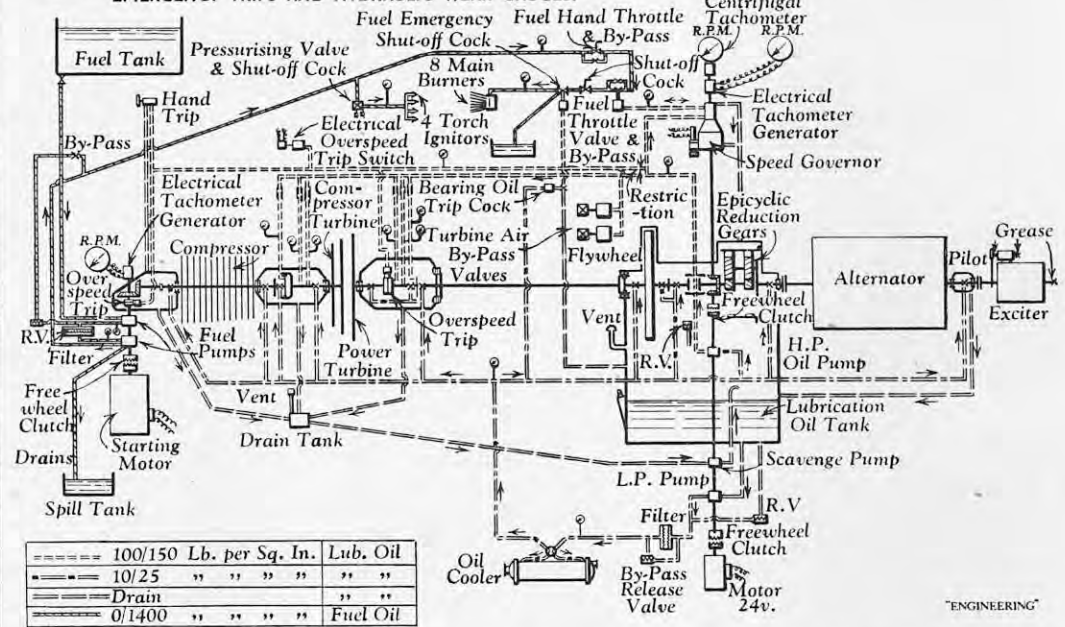 Centrifugal
Tachometer
R.P.M.
R.P.M.
Fuel Emergency
Shut-off Cock
Fuel Hand Throttle
& By-Pass
Fuel Tank
Pressurising Valve
& Shut-off Cock
8 Main
Burners
Shut-off
Cock
Hand
Trip
4 Torch
Ignitors
Fuel
Throttle
Valve &
By-Pass
Electrical
Tachometer
Generator
Electrical
Overspeed
Trip Switch
Speed Governor
By-Pass
Electrical
Tachometer
Generator
Com-
pressor
Turbine
Bearing Oil
Trip Cock
Restric
-tion
Epicyclic
Reduction
Gears
R.P.M.
Compressor
Turbine Air
By-Pass
Valves
Flywheel
Alternator
Pilot
Grease
Over
speed
Trip
Overspeed
Trip
Vent
Freewheel
Clutch
Exciter
R.V.
Filter
Fuel
Pumps
Power
Turbine
R.V.
H.P.
Oil Pump
Free
wheel
Clutch
Vent
Drain Tank
Lubrication
Oil Tank
Drains
Starting
Motor
Scavenge Pump
L.P. Pump
Spill Tank
Filter
R.V
Freewheel
Clutch
Oil
Cooler
By-Pass
Release
Valve
Motor
24v.
100/150 Lb. per Sq. In. Lub. Oil
10/25 " " " " " "
Drain " "
0/1400 " " " " Fuel Oil
"ENGINEERING"